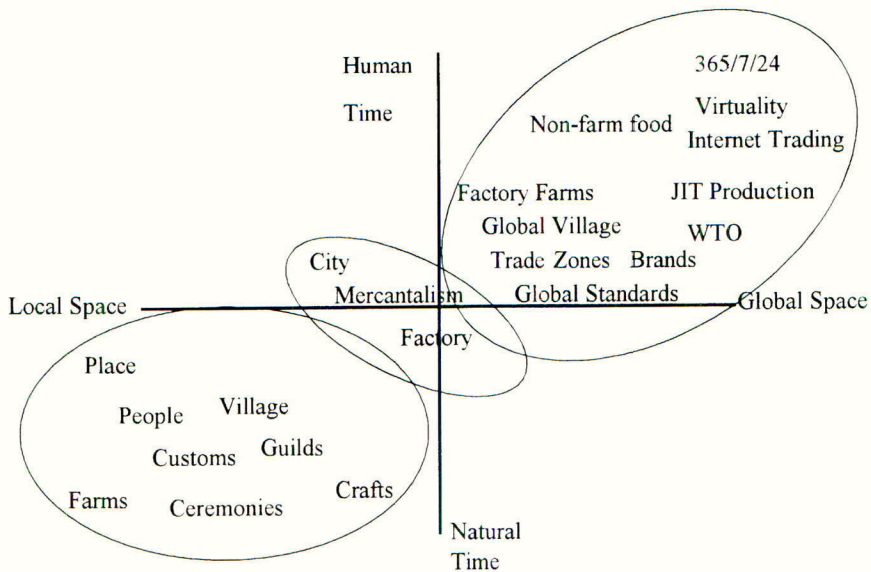 Human
Time
365/7/24
Virtuality
Non-farm food
Internet Trading
Factory Farms
JIT Production
Global Village
WTO
City
Trade Zones
Brands
Local Space
Mercantalism
Global Standards
Global Space
Factory
Place
People
Village
Customs
Guilds
Farms
Ceremonies
Crafts
Natural
Time